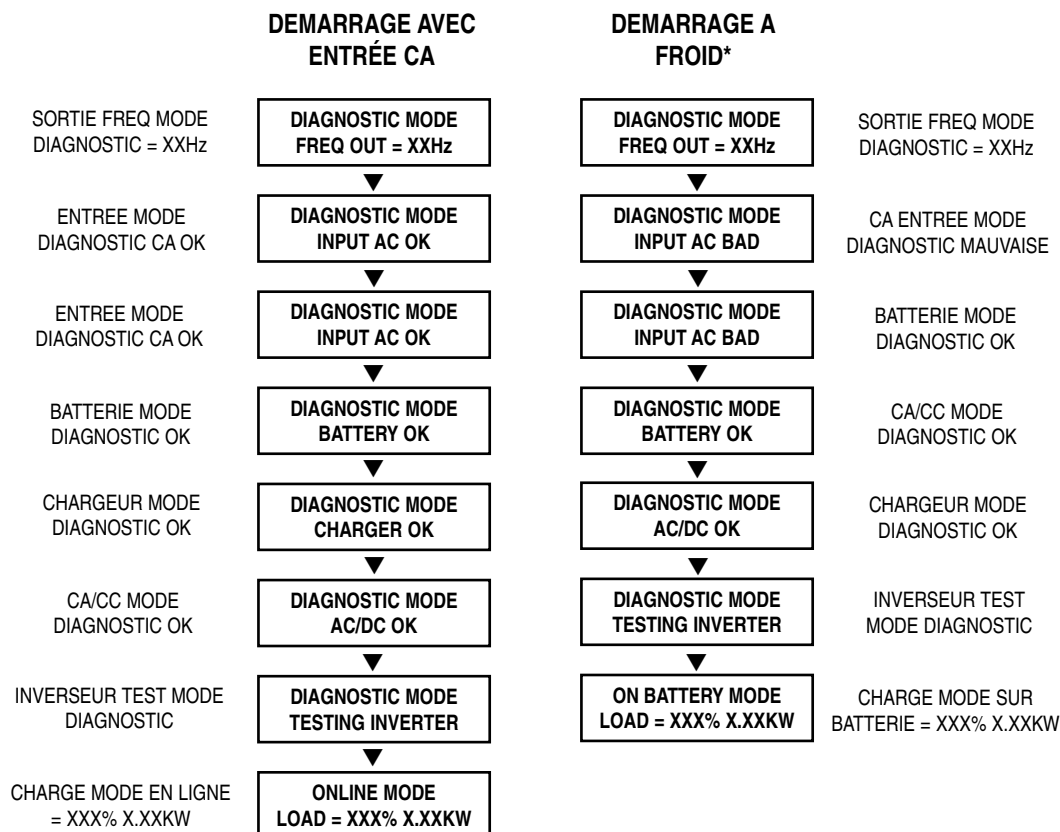 DEMARRAGE AVEC
ENTRÉE CA
DEMARRAGE A
FROID*
SORTIE FREQ MODE
DIAGNOSTIC = XXHz
DIAGNOSTIC MODE
FREQ OUT = XXHz
DIAGNOSTIC MODE
FREQ OUT = XXHz
SORTIE FREQ MODE
DIAGNOSTIC = XXHz
ENTREE MODE
DIAGNOSTIC CA OK
DIAGNOSTIC MODE
INPUT AC OK
DIAGNOSTIC MODE
INPUT AC BAD
CA ENTREE MODE
DIAGNOSTIC MAUVAISE
ENTREE MODE
DIAGNOSTIC CA OK
DIAGNOSTIC MODE
INPUT AC OK
DIAGNOSTIC MODE
INPUT AC BAD
BATTERIE MODE
DIAGNOSTIC OK
BATTERIE MODE
DIAGNOSTIC OK
DIAGNOSTIC MODE
BATTERY OK
DIAGNOSTIC MODE
BATTERY OK
CA/CC MODE
DIAGNOSTIC OK
CHARGEUR MODE
DIAGNOSTIC OK
DIAGNOSTIC MODE
CHARGER OK
DIAGNOSTIC MODE
AC/DC OK
CHARGEUR MODE
DIAGNOSTIC OK
CA/CC MODE
DIAGNOSTIC OK
DIAGNOSTIC MODE
AC/DC OK
DIAGNOSTIC MODE
TESTING INVERTER
INVERSEUR TEST
MODE DIAGNOSTIC
INVERSEUR TEST MODE
DIAGNOSTIC
DIAGNOSTIC MODE
TESTING INVERTER
ON BATTERY MODE
LOAD = XXX% X.XXKW
CHARGE MODE SUR
BATTERIE = XXX% X.XXKW
CHARGE MODE EN LIGNE
= XXX% X.XXKW
ONLINE MODE
LOAD = XXX% X.XXKW